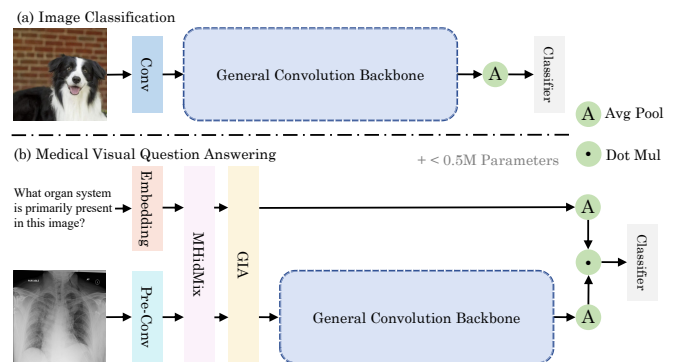 (a) Image Classification
Conv
General Convolution Backbone
A
Classifier
A Avg Pool
(b) Medical Visual Question Answering
+ < 0.5M Parameters
Dot Mul
What organ system
is primarily present
in this image?
Embedding
MHidMix
GIA
A
Classifier
Pre-Conv
General Convolution Backbone
A